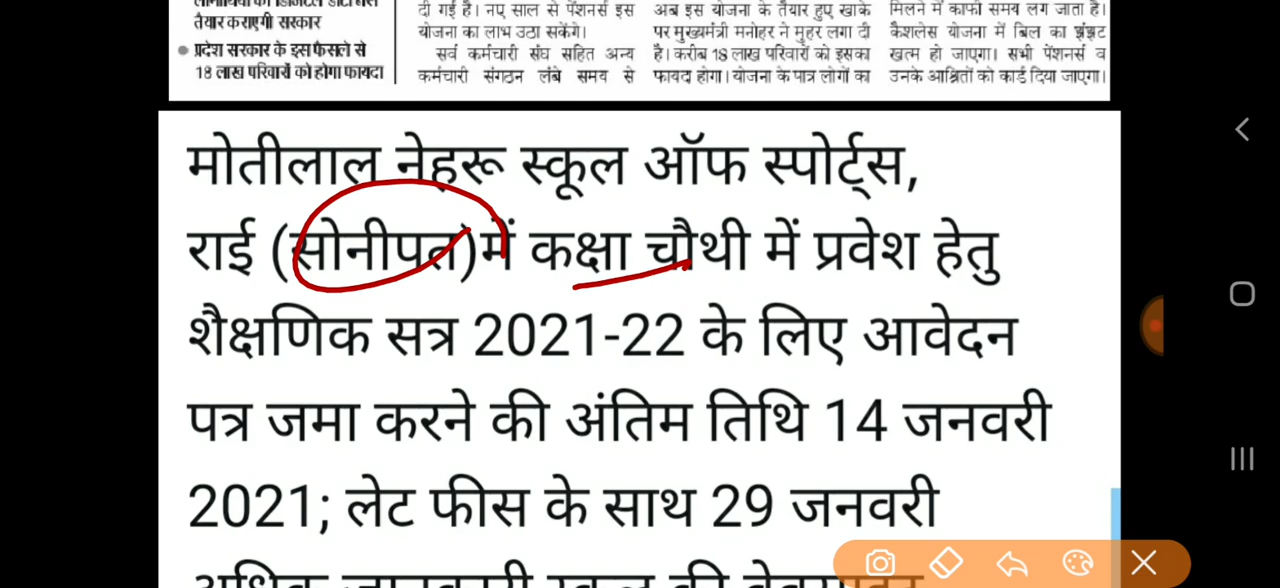 तैयार कराएगी सरकार
प्रदेश सरकार के इस फैसले से
18 लाख परिवारों को होगा फायदा
दी गई है। नए साल से पेंशनर्स इस
योजना का लाभ उठा सकेंगे।
सर्व कर्मचारी संघ सहित अन्य
कर्मचारी संगठन लंबे समय से
अब इस योजना के तैयार हुए खाके
पर मुख्यमंत्री मनोहर ने मुहर लगा दी
है। करीब 18 लाख परिवारों को इसका
फायदा होगा। योजना के पात्र लोगों का
मिलने में काफी समय लग जाता है।
कैशलेस योजना में बिल का झंझट
खत्म हो जाएगा। सभी पेंशनर्स व
उनके आश्रितों को कार्ड दिया जाएगा।
मोतीलाल नेहरू स्कूल ऑफ स्पोर्ट्स,
राई (सोनीपत)में कक्षा चौथी में प्रवेश हेतु
शैक्षणिक सत्र 2021-22 के लिए आवेदन
पत्र जमा करने की अंतिम तिथि 14 जनवरी
2021; लेट फीस के साथ 29 जनवरी